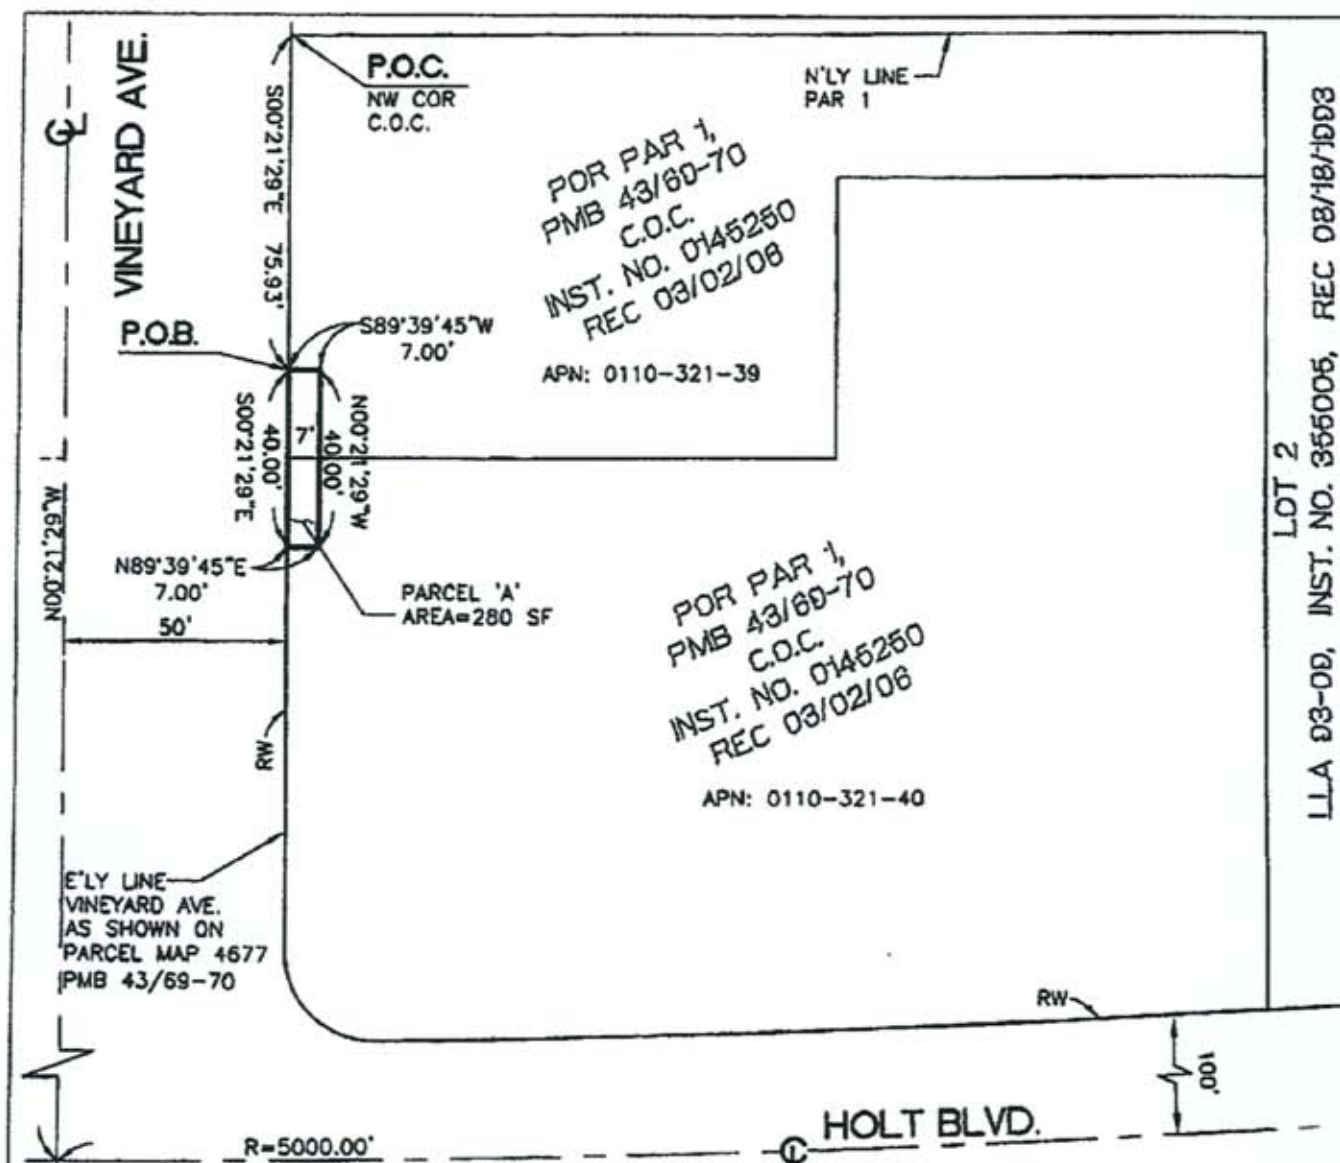 VINEYARD AVE.
P.O.C.
NW COR
C.O.C.
N'LY LINE
PAR 1
S00°21'29"E 75.93'
POR PAR 1,
PMB 43/69-70
C.O.C.
INST. NO. 0145250
REC 03/02/06
APN: 0110-321-39
P.O.B.
S89°39'45"W
7.00'
S00°21'29"E
40.00'
7'
N00°21'29"W
40.00'
N89°39'45"E
7.00'
50'
N00°21'29"W
PARCEL 'A'
AREA=280 SF
POR PAR 1,
PMB 43/69-70
C.O.C.
INST. NO. 0145250
REC 03/02/06
APN: 0110-321-40
LOT 2
INST. NO. 366006, REC 08/18/1993
RW
E'LY LINE
VINEYARD AVE.
AS SHOWN ON
PARCEL MAP 4677
PMB 43/69-70
RW
100'
HOLT BLVD.
R=5000.00'